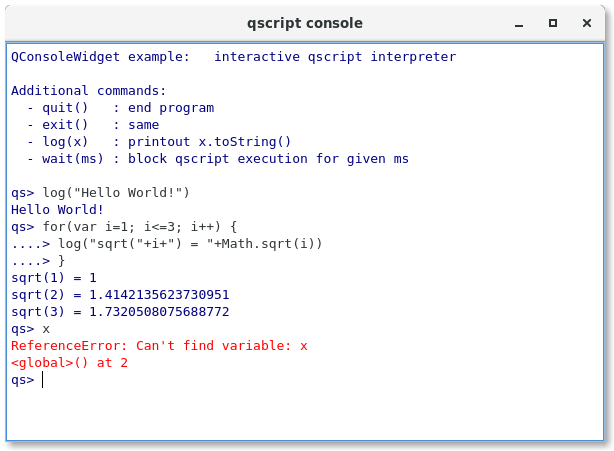 qscript console
QConsoleWidget example:   interactive qscript interpreter
Additional commands:
  - quit()   : end program
  - exit()   : same
  - log(x)   : printout x.toString()
  - wait(ms) : block qscript execution for given ms
qs> log("Hello World!")
Hello World!
qs> for(var i=1; i<=3; i++) {
....> log("sqrt("+i+") = "+Math.sqrt(i))
....> }
sqrt(1) = 1
sqrt(2) = 1.4142135623730951
sqrt(3) = 1.7320508075688772
qs> x
ReferenceError: Can't find variable: x
<global>() at 2
qs>